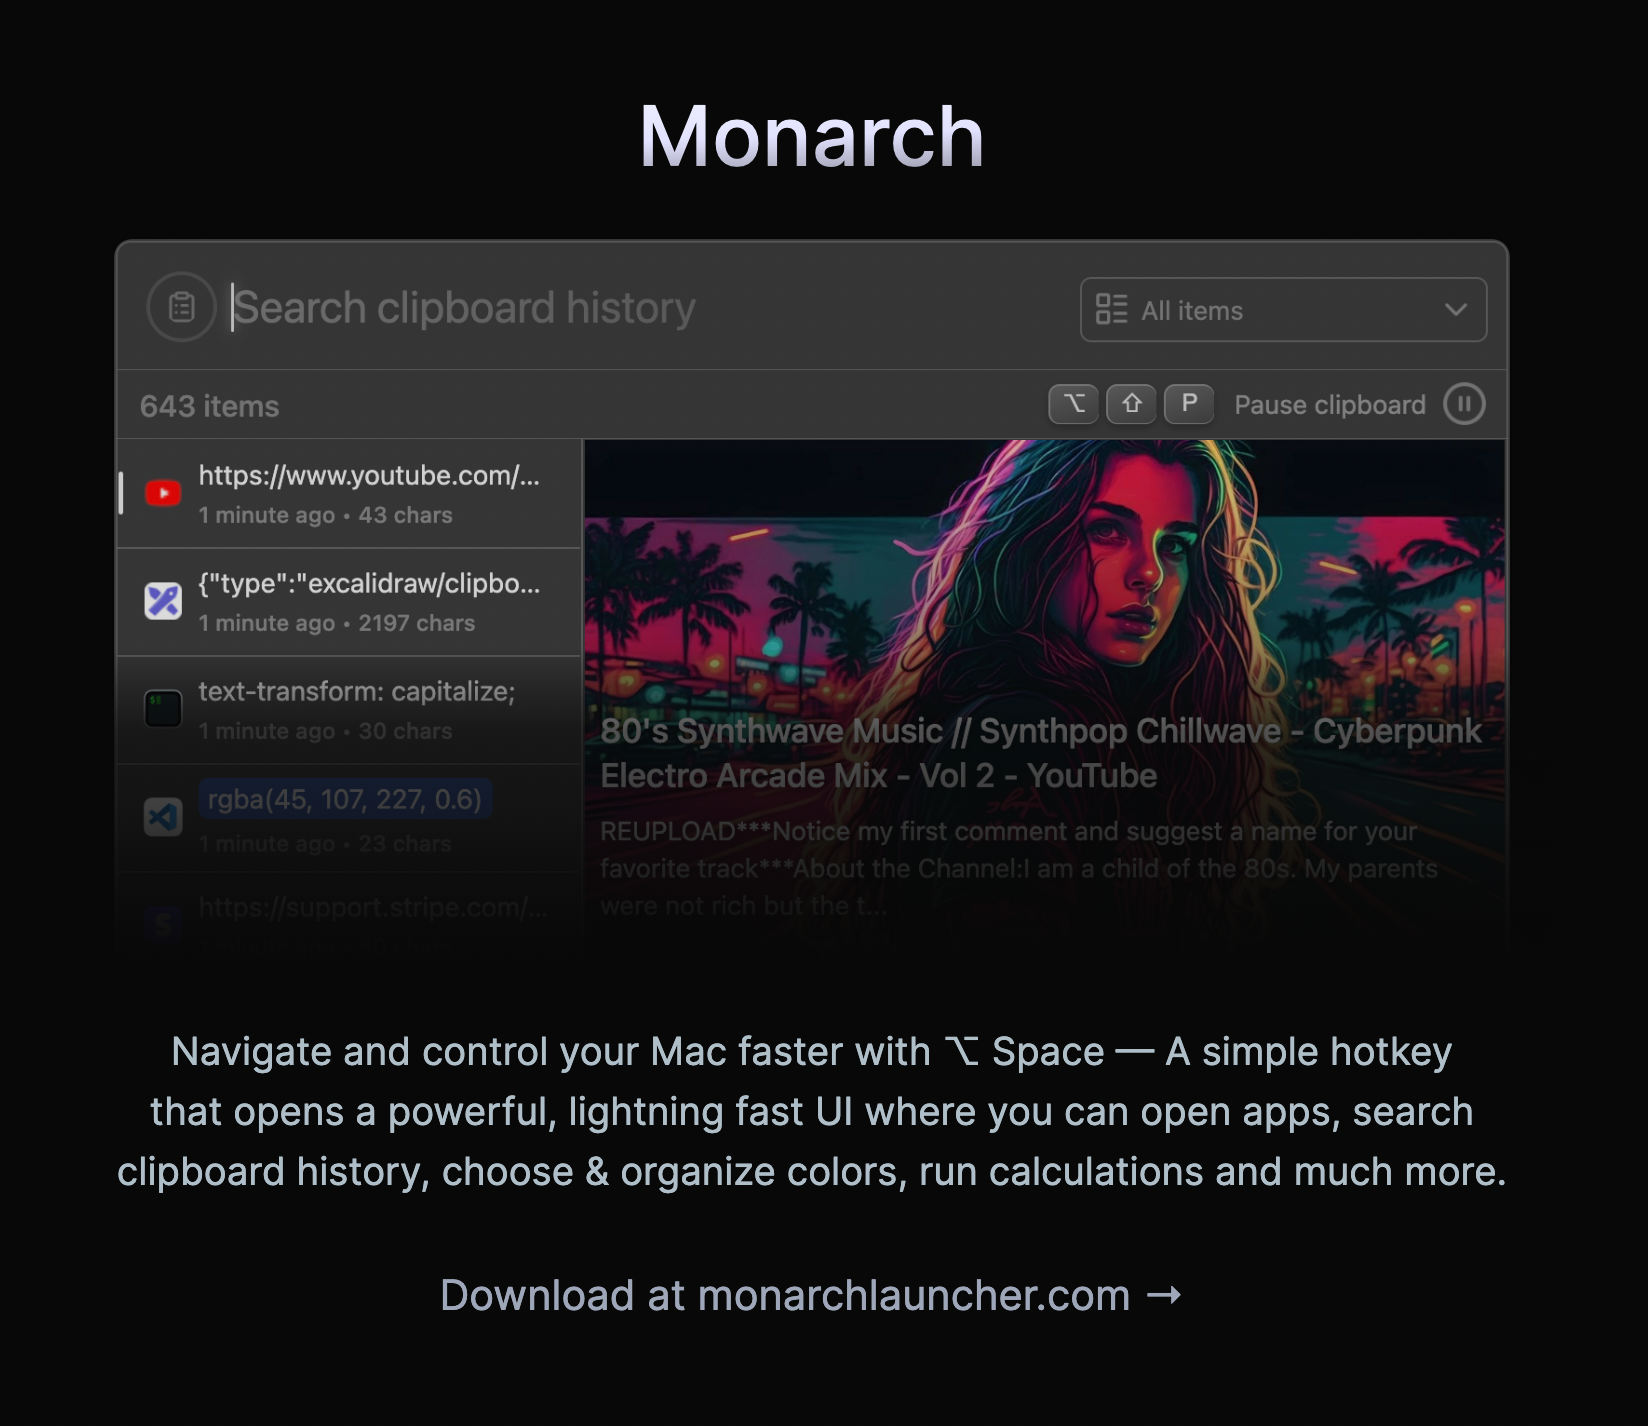 Monarch
Search clipboard history
All items
643 items
⌥ ⇧ P Pause clipboard
https://www.youtube.com/...
1 minute ago • 43 chars
{"type":"excalidraw/clipbo...
1 minute ago • 2197 chars
text-transform: capitalize;
1 minute ago • 30 chars
rgba(45, 107, 227, 0.6)
1 minute ago • 23 chars
https://support.stripe.com/...
80's Synthwave Music // Synthpop Chillwave - Cyberpunk
Electro Arcade Mix - Vol 2 - YouTube
REUPLOAD***Notice my first comment and suggest a name for your
favorite track***About the Channel:I am a child of the 80s. My parents
were not rich but the t...
Navigate and control your Mac faster with ⌥ Space — A simple hotkey
that opens a powerful, lightning fast UI where you can open apps, search
clipboard history, choose & organize colors, run calculations and much more.
Download at monarchlauncher.com →